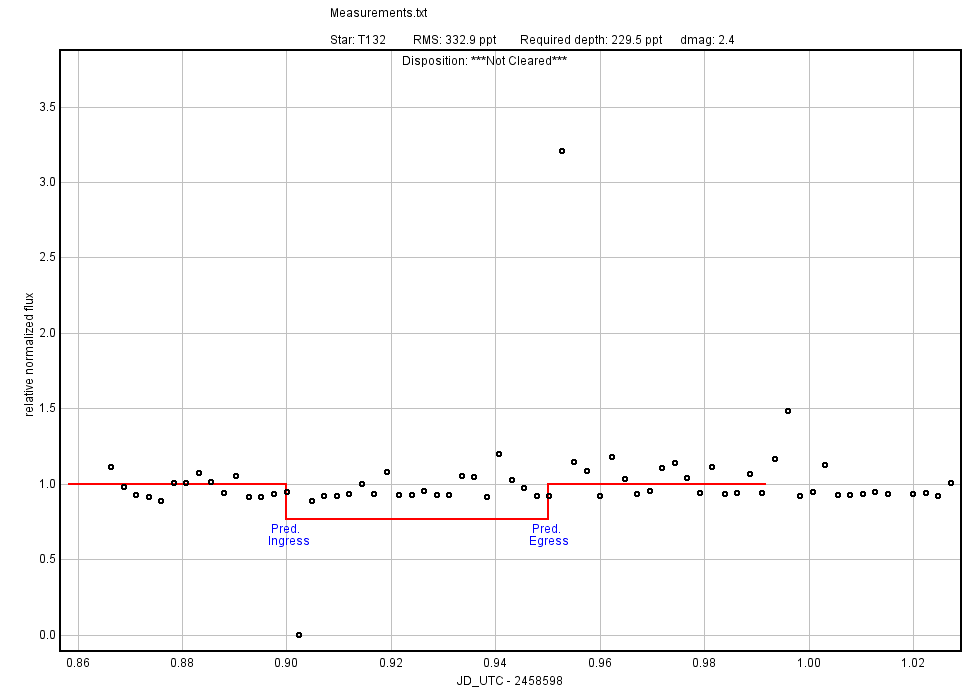 Measurements.txt
Star: T132 RMS: 332.9 ppt Required depth: 229.5 ppt dmag: 2.4
Disposition: ***Not Cleared***
3.5
3.0
2.5
2.0
1.5
1.0
0.5
0.0
relative normalized flux
Pred.
Ingress
Pred.
Egress
0.86 0.88 0.90 0.92 0.94 0.96 0.98 1.00 1.02
JD_UTC - 2458598